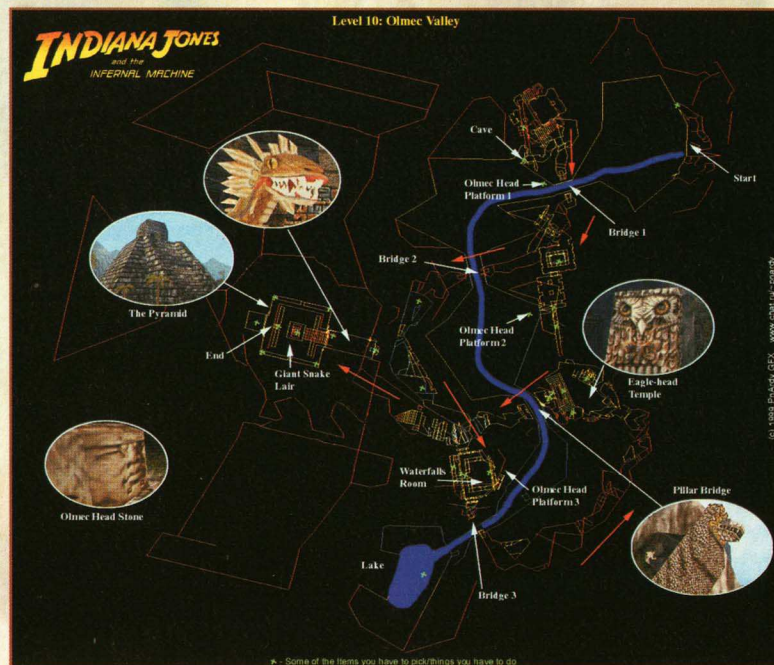 Level 10: Olmec Valley
INDIANA JONES
and the
INFERNAL MACHINE
Cave
Start
Olmec Head
Platform 1
Bridge 1
Bridge 2
The Pyramid
Olmec Head
Platform 2
End
Giant Snake
Lair
Eagle-head
Temple
Waterfalls
Room
Olmec Head
Platform 3
Pillar Bridge
Olmec Head Stone
Lake
Bridge 3
- Some of the Items you have to pick/things you have to do
(c) 1999